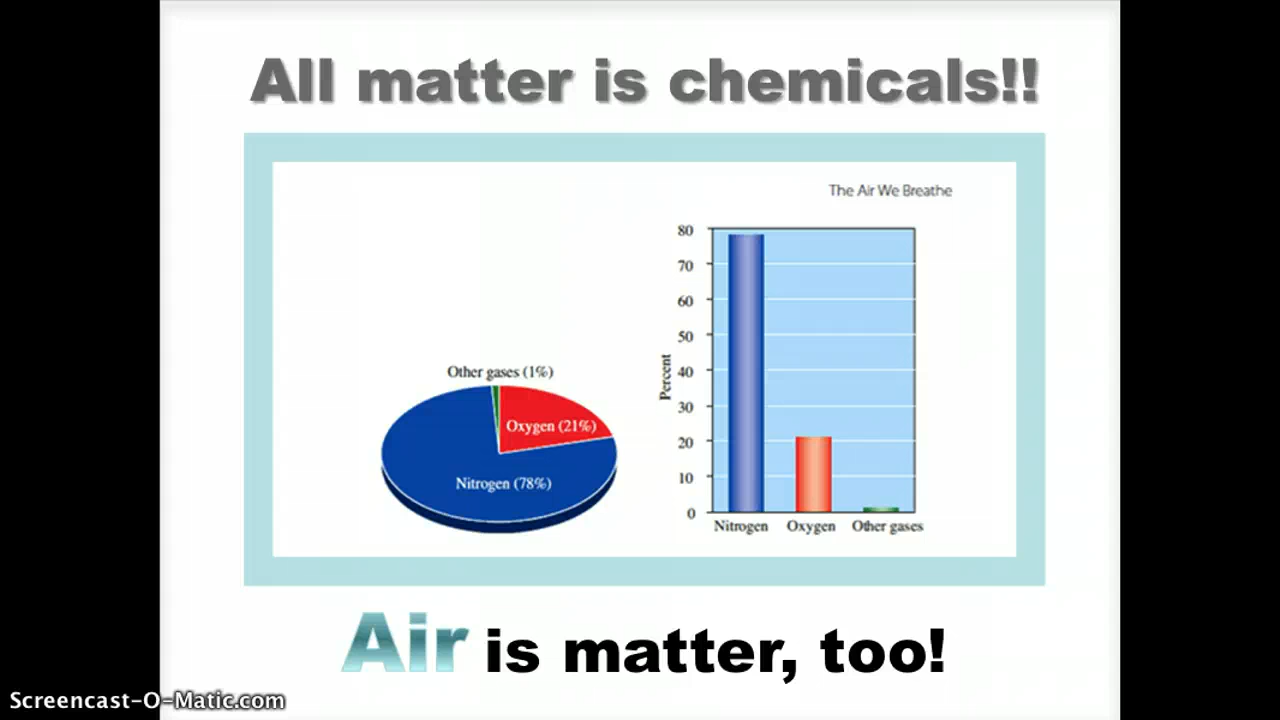 All matter is chemicals!!
The Air We Breathe
Other gases (1%)
Oxygen (21%)
Nitrogen (78%)
80
70
60
50
40
30
20
10
0
Percent
Nitrogen Oxygen Other gases
Air is matter, too!
Screencast-O-Matic.com